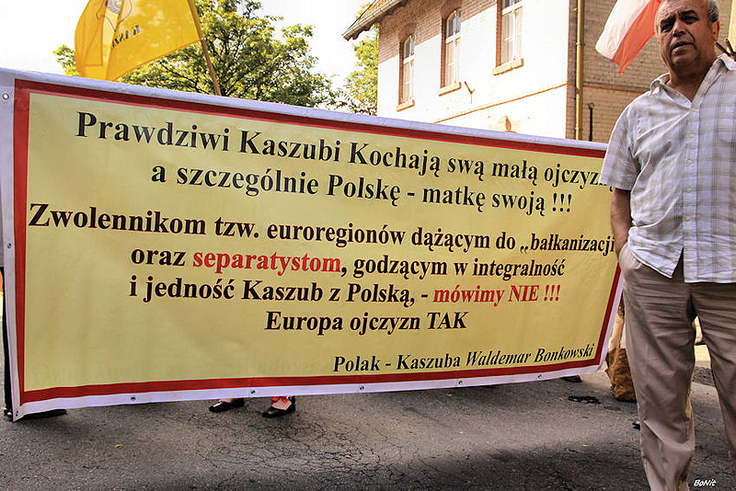 Prawdziwi Kaszubi Kochają swą małą ojczyznę
a szczególnie Polskę - matkę swoją !!!
Zwolennikom tzw. euroregionów dążącym do „bałkanizacji
oraz separatystom, godzącym w integralność
i jedność Kaszub z Polską, - mówimy NIE !!!
Europa ojczyzn TAK
Polak - Kaszuba Waldemar Bonkowski
BoNit